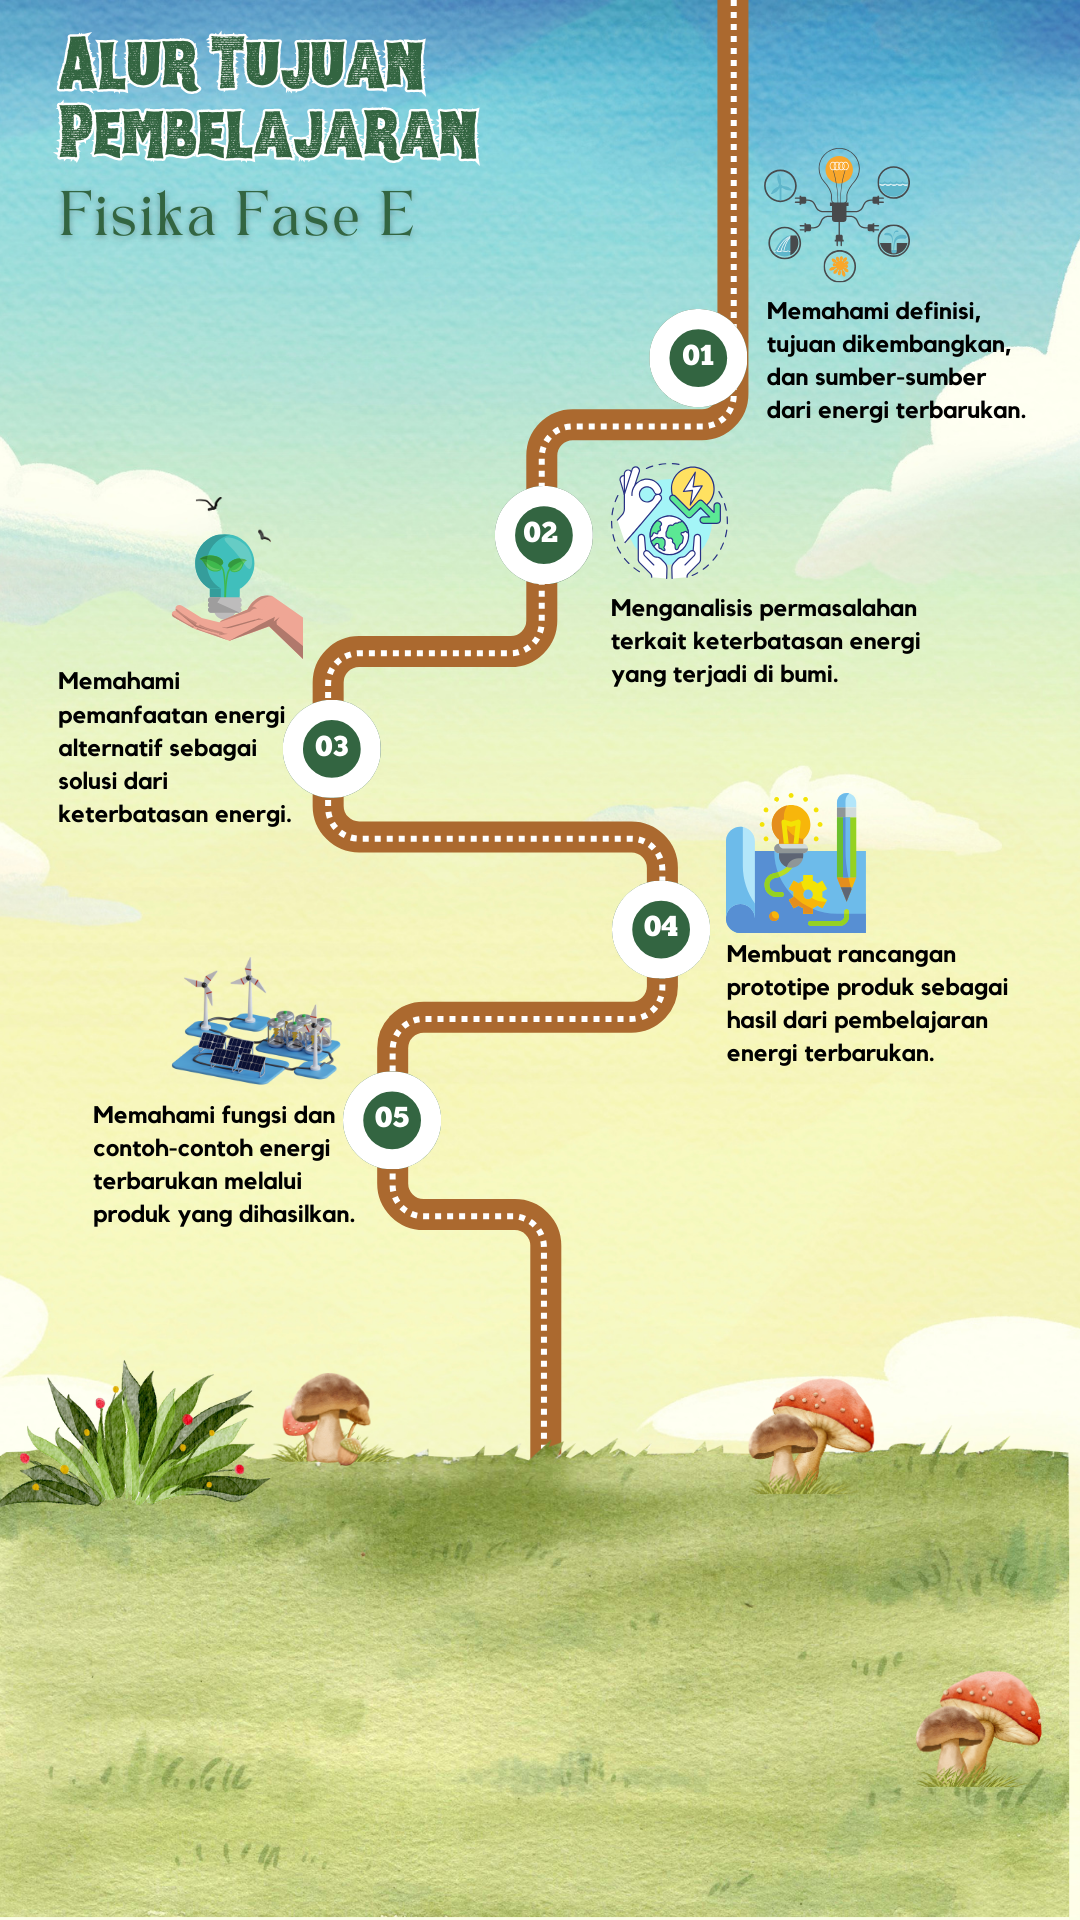 Alur Tujuan
Pembelajaran
Fisika Fase E
01
Memahami definisi,
tujuan dikembangkan,
dan sumber-sumber
dari energi terbarukan.
02
Menganalisis permasalahan
terkait keterbatasan energi
yang terjadi di bumi.
03
Memahami
pemanfaatan energi
alternatif sebagai
solusi dari
keterbatasan energi.
04
Membuat rancangan
prototipe produk sebagai
hasil dari pembelajaran
energi terbarukan.
05
Memahami fungsi dan
contoh-contoh energi
terbarukan melalui
produk yang dihasilkan.